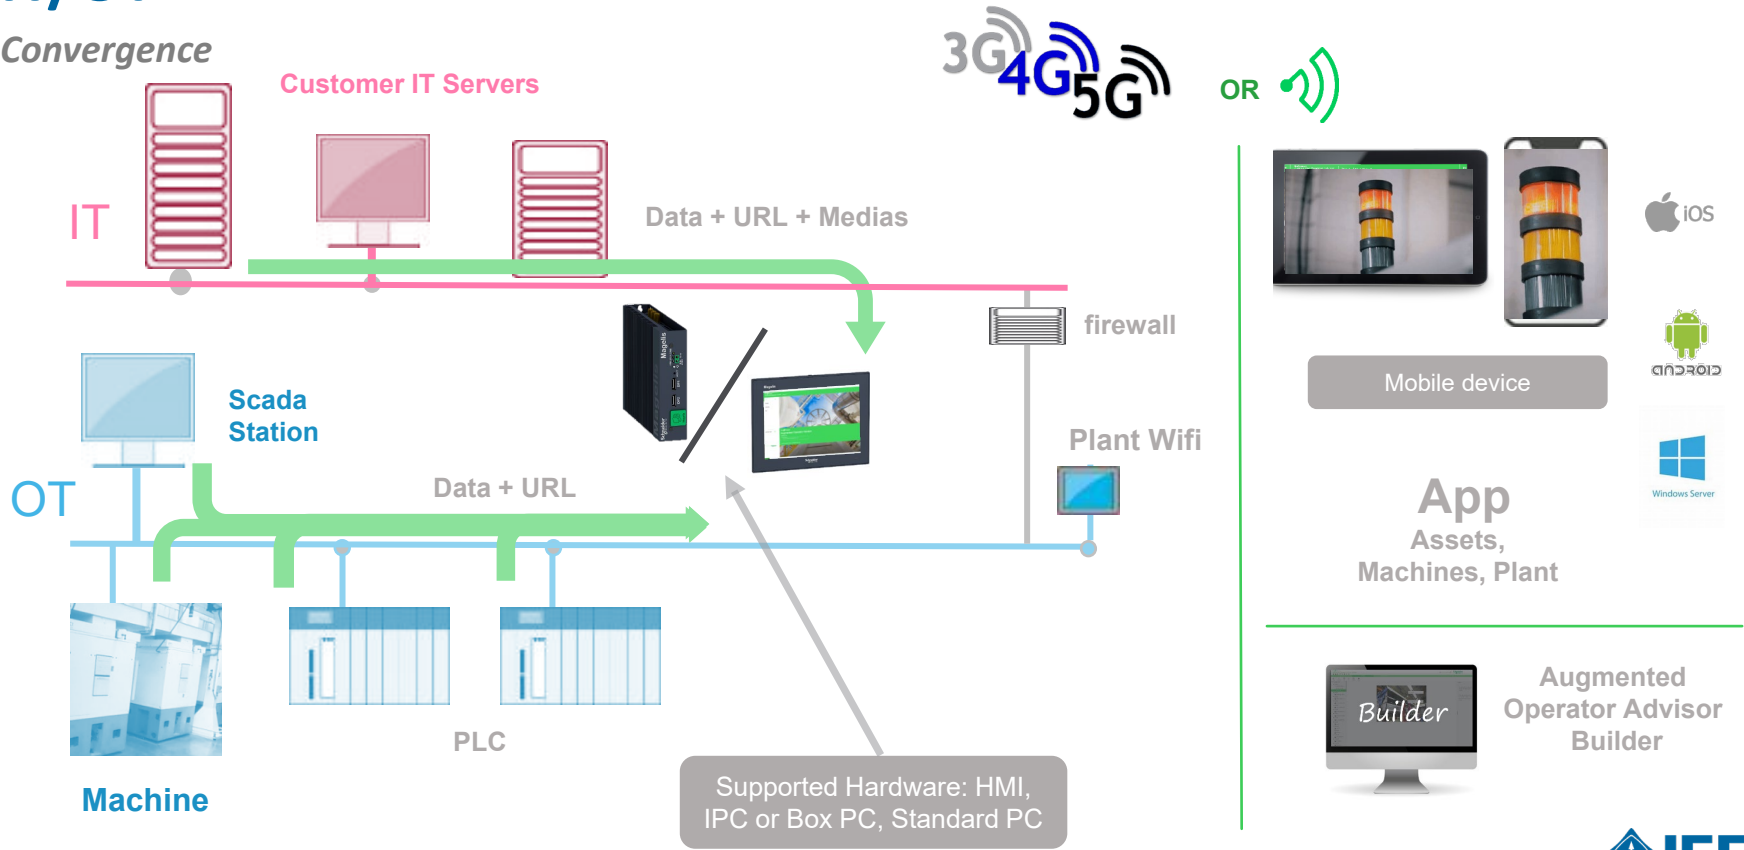 Convergence
3G
4G
5G
OR
Customer IT Servers
IT
Data + URL + Medias
iOS
firewall
Magelis
Mobile device
ANDROID
Scada
Station
Plant Wifi
Data + URL
OT
Windows Server
App
Assets,
Machines, Plant
PLC
Machine
Supported Hardware: HMI,
IPC or Box PC, Standard PC
Builder
Augmented
Operator Advisor
Builder